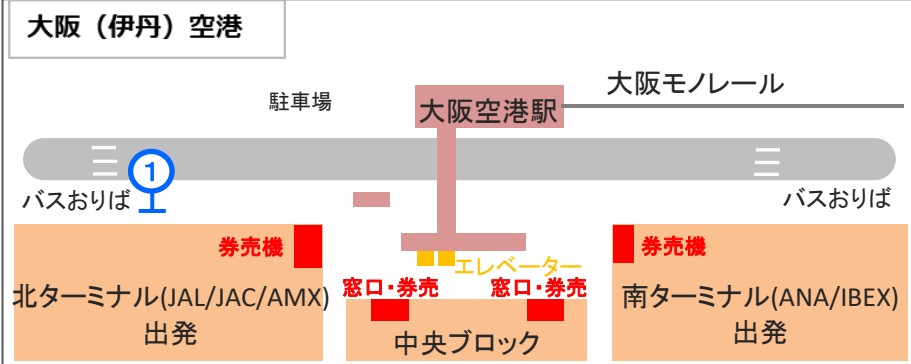 大阪（伊丹）空港
大阪モノレール
駐車場
大阪空港駅
1
バスおりば
バスおりば
券売機
券売機
エレベーター
窓口・券売
窓口・券売
北ターミナル(JAL/JAC/AMX)
出発
中央ブロック
南ターミナル(ANA/IBEX)
出発